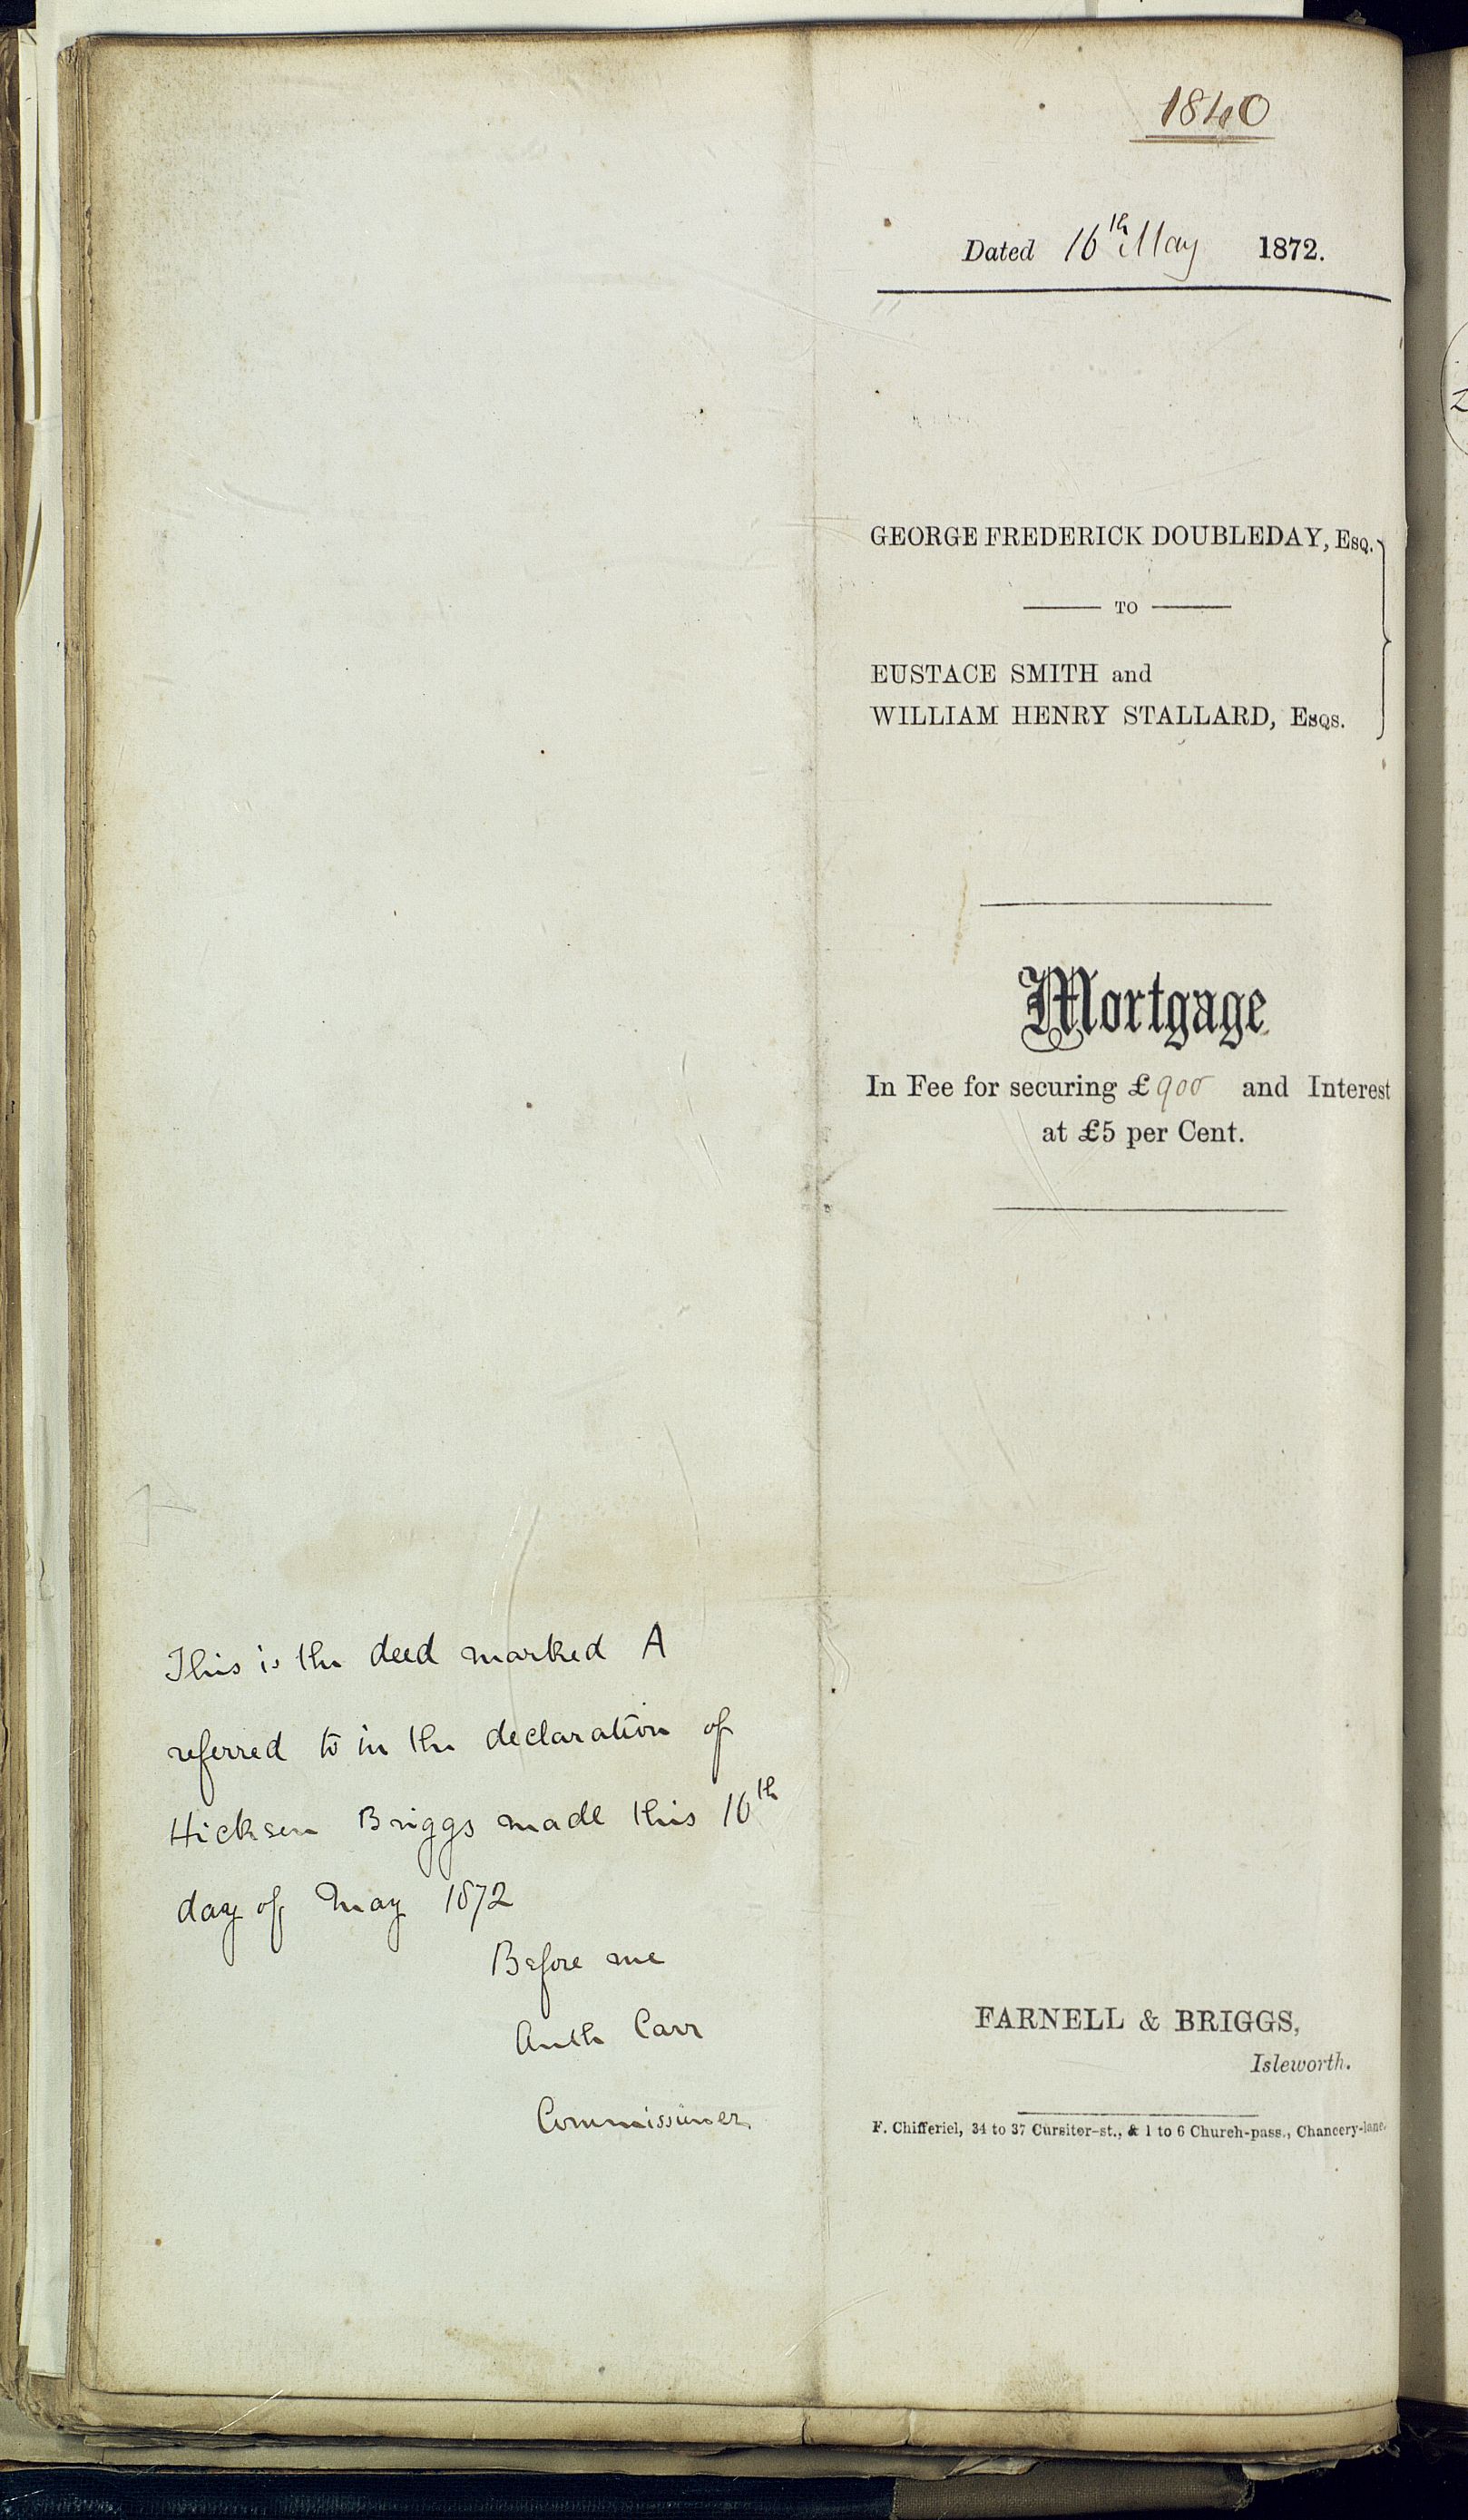 1840
Dated 16th May 1872.
GEORGE FREDERICK DOUBLEDAY, Esq.
TO
EUSTACE SMITH and
WILLIAM HENRY STALLARD, Esqs.
Mortgage
In Fee for securing £900 and Interest
at £5 per Cent.
This is the deed marked A
referred to in the declaration of
Hickson Briggs made this 16th
day of May 1872
Before me
Anth Carr
Commissioner
FARNELL & BRIGGS,
Isleworth.
F. Chifferiel, 34 to 37 Cursitor-st., & 1 to 6 Church-pass., Chancery-lane.